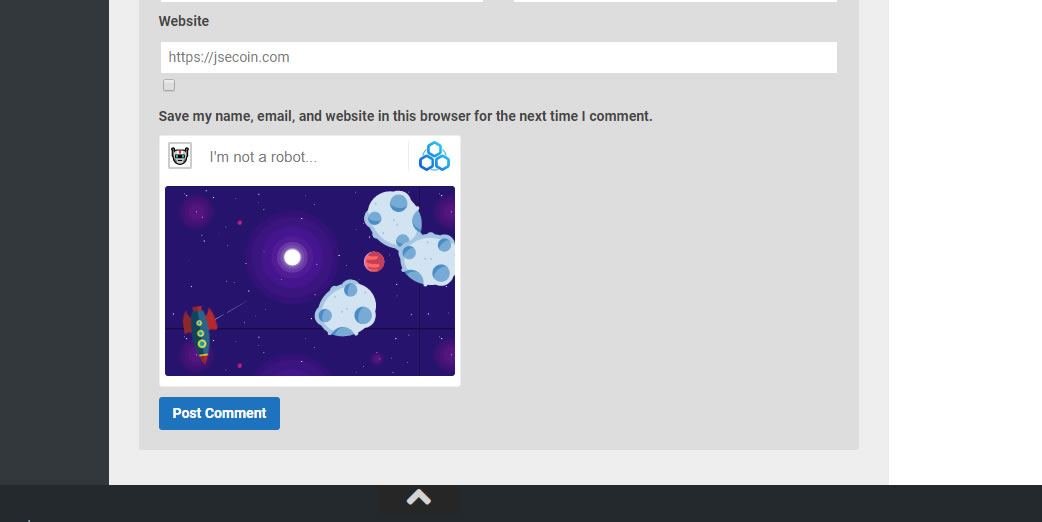 Website
https://jsecoin.com
Save my name, email, and website in this browser for the next time I comment.
I'm not a robot...
Post Comment